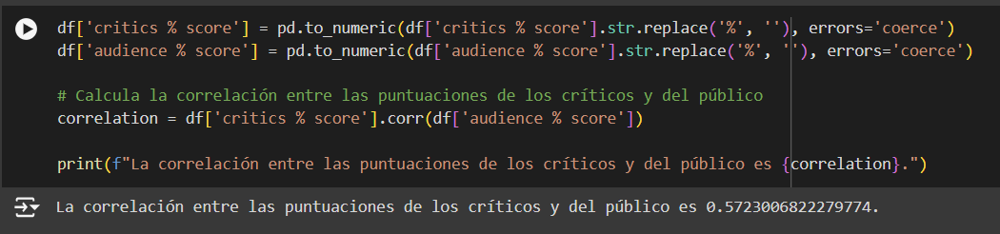 df['critics % score'] = pd.to_numeric(df['critics % score'].str.replace('%', ''), errors='coerce')
df['audience % score'] = pd.to_numeric(df['audience % score'].str.replace('%', ''), errors='coerce')
# Calcula la correlación entre las puntuaciones de los críticos y del público
correlation = df['critics % score'].corr(df['audience % score'])
print(f"La correlación entre las puntuaciones de los críticos y del público es {correlation}.")
La correlación entre las puntuaciones de los críticos y del público es 0.5723006822279774.